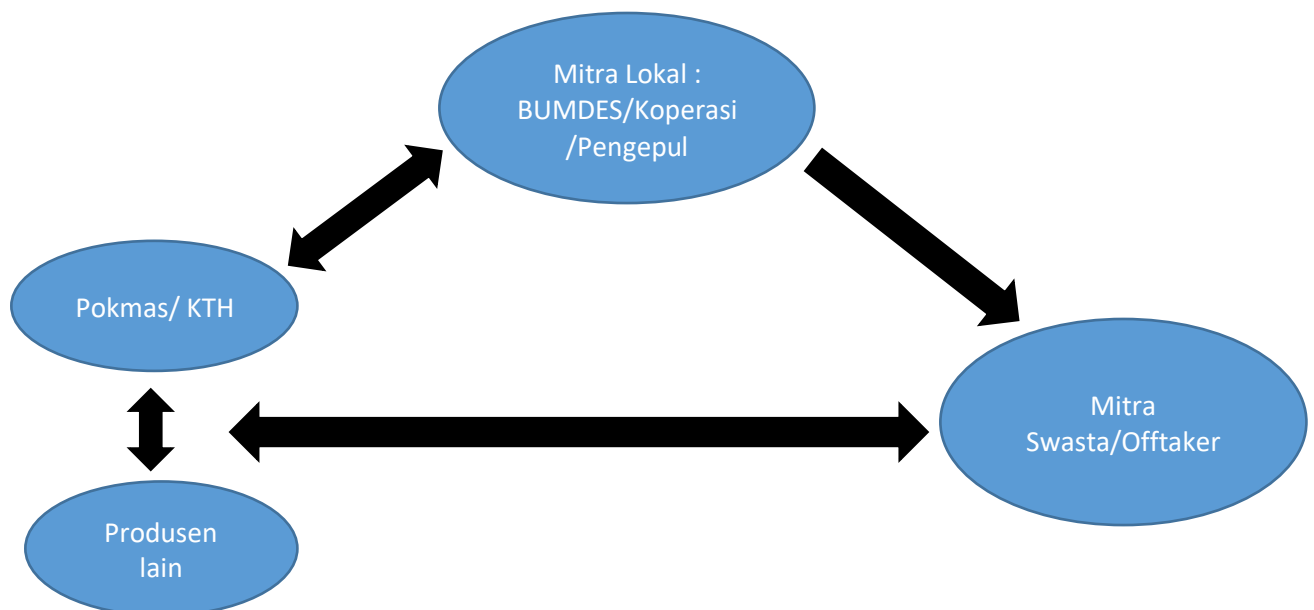 Mitra Lokal :
BUMDES/Koperasi
/Pengepul
Pokmas/ KTH
Mitra
Swasta/Offtaker
Produsen
lain